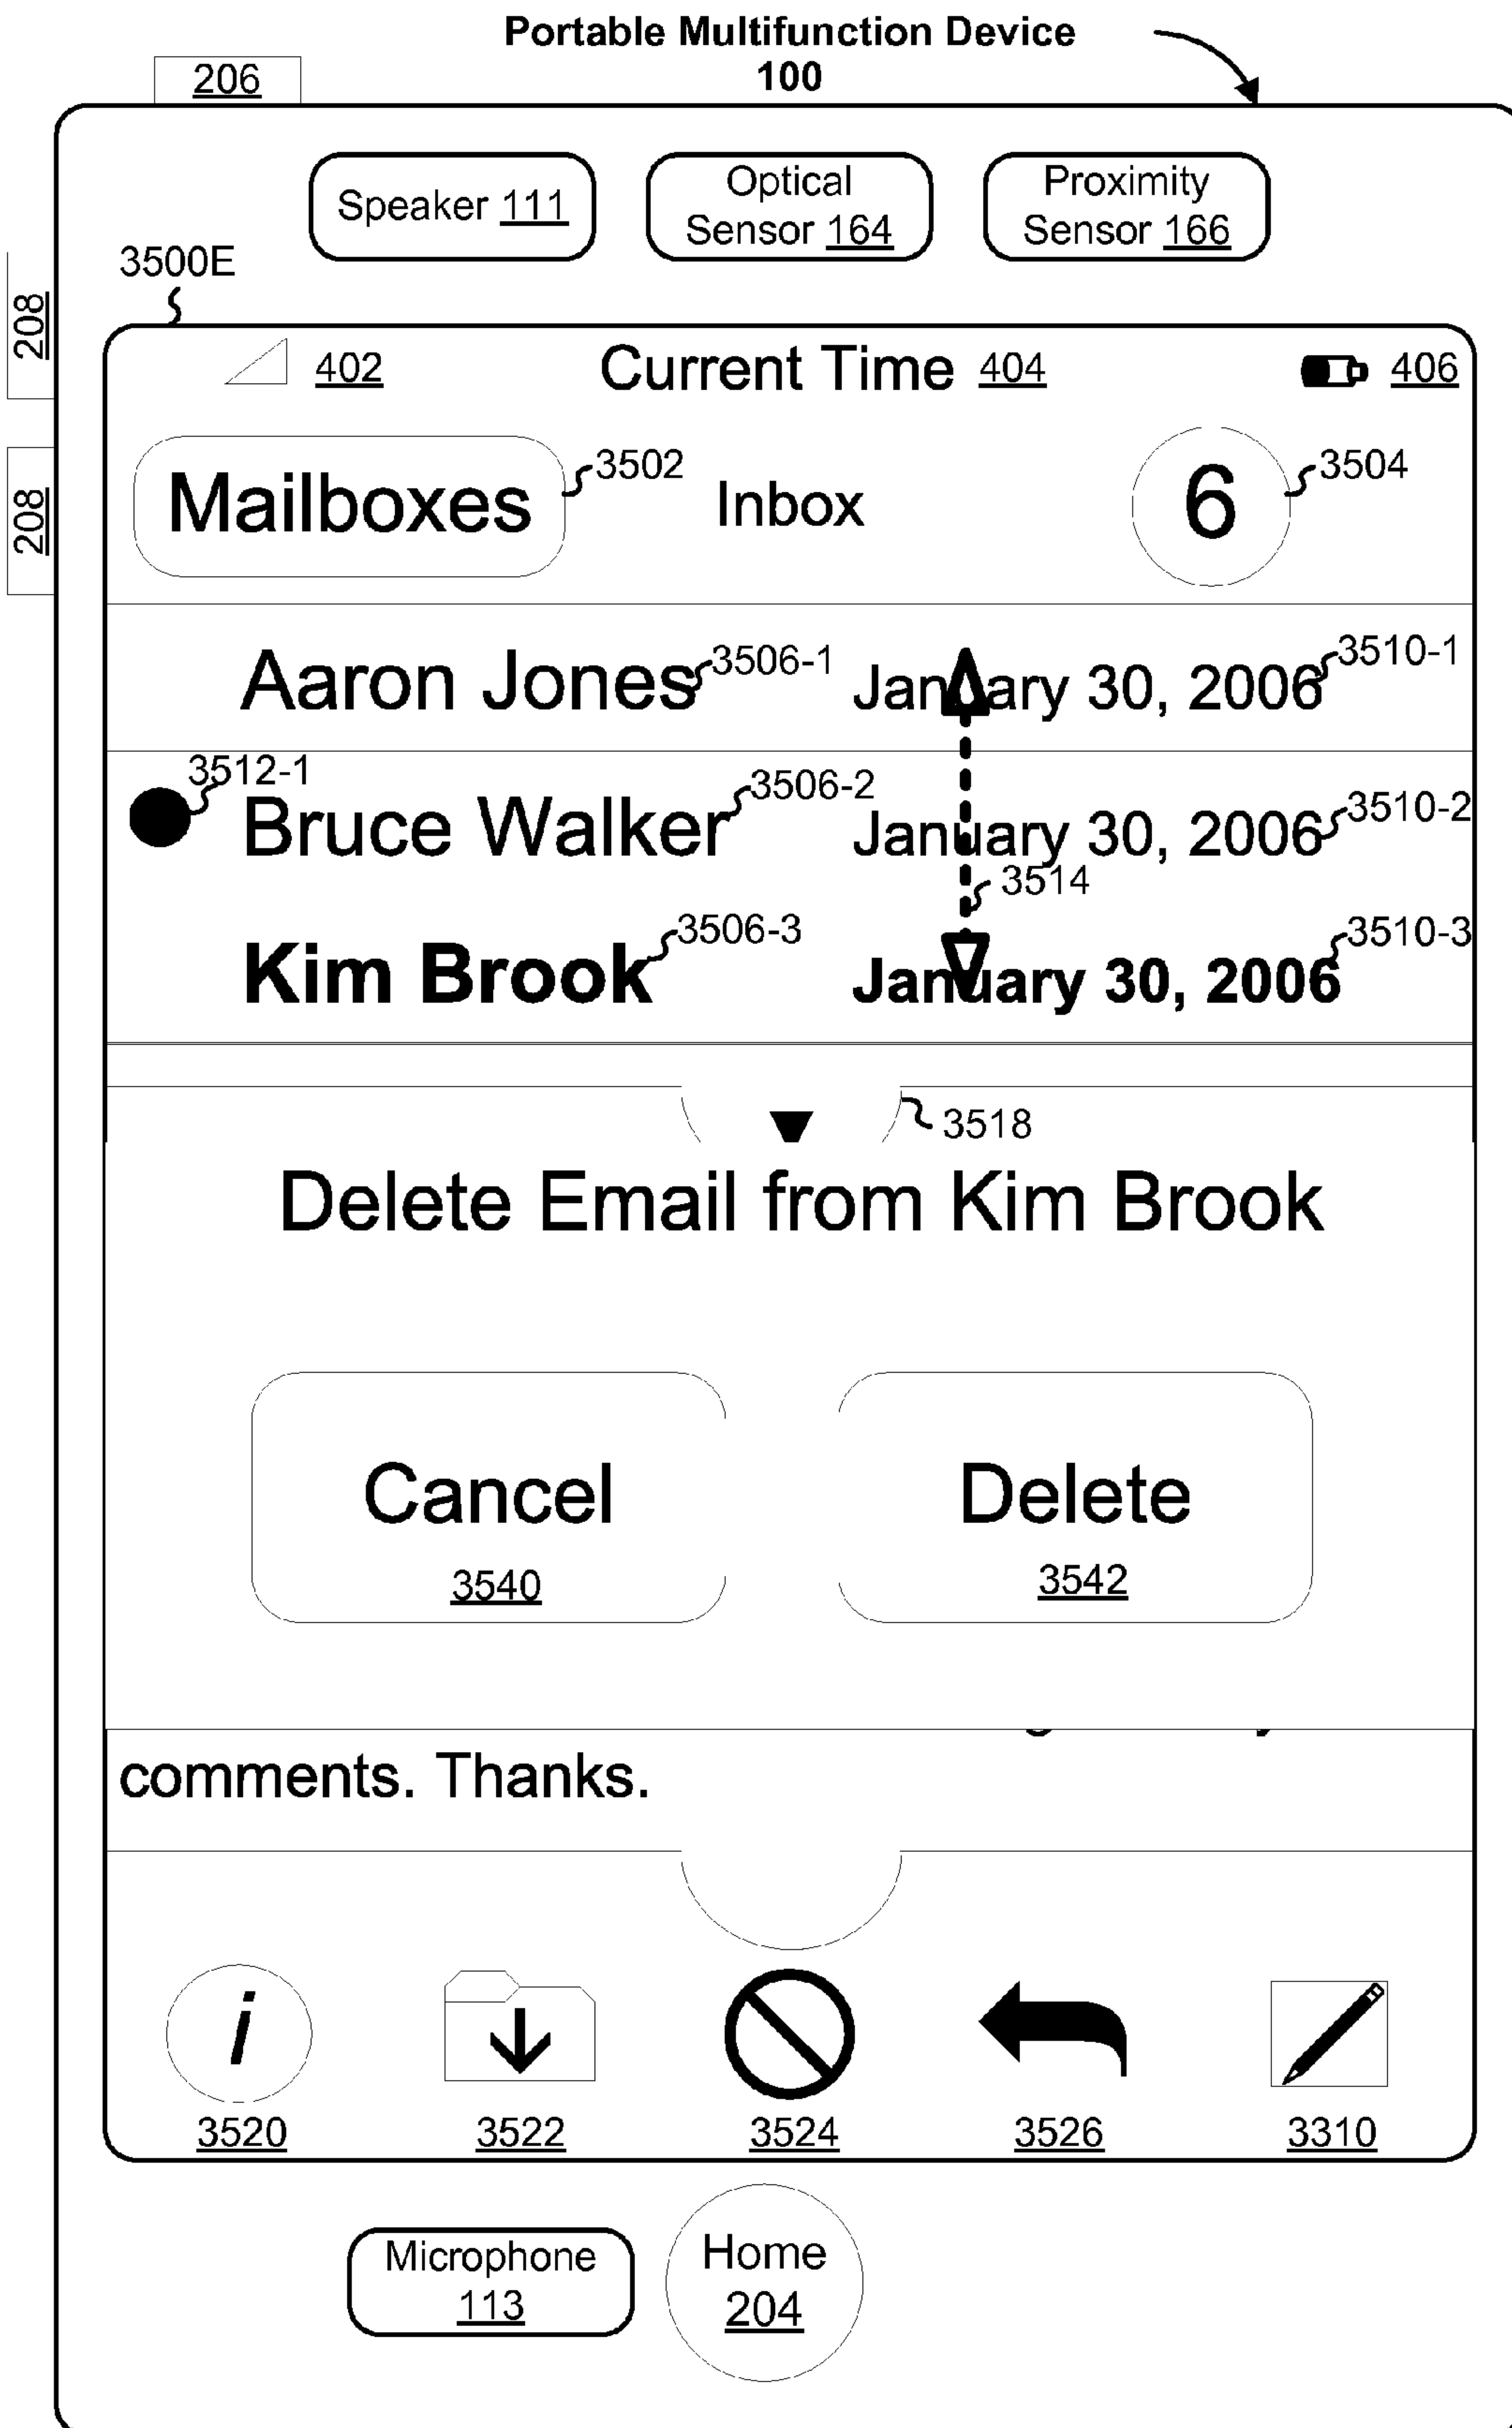 Portable Multifunction Device
100
206
Speaker 111
Optical
Sensor 164
Proximity
Sensor 166
3500E
208
402 Current Time 404 406
Mailboxes 3502 Inbox 6 3504
208
Aaron Jones 3506-1 January 30, 2006 3510-1
3512-1
Bruce Walker 3506-2 January 30, 2006 3510-2
3514
Kim Brook 3506-3 January 30, 2006 3510-3
3518
Delete Email from Kim Brook
Cancel
3540
Delete
3542
comments. Thanks.
i
3520 3522 3524 3526 3310
Microphone
113
Home
204